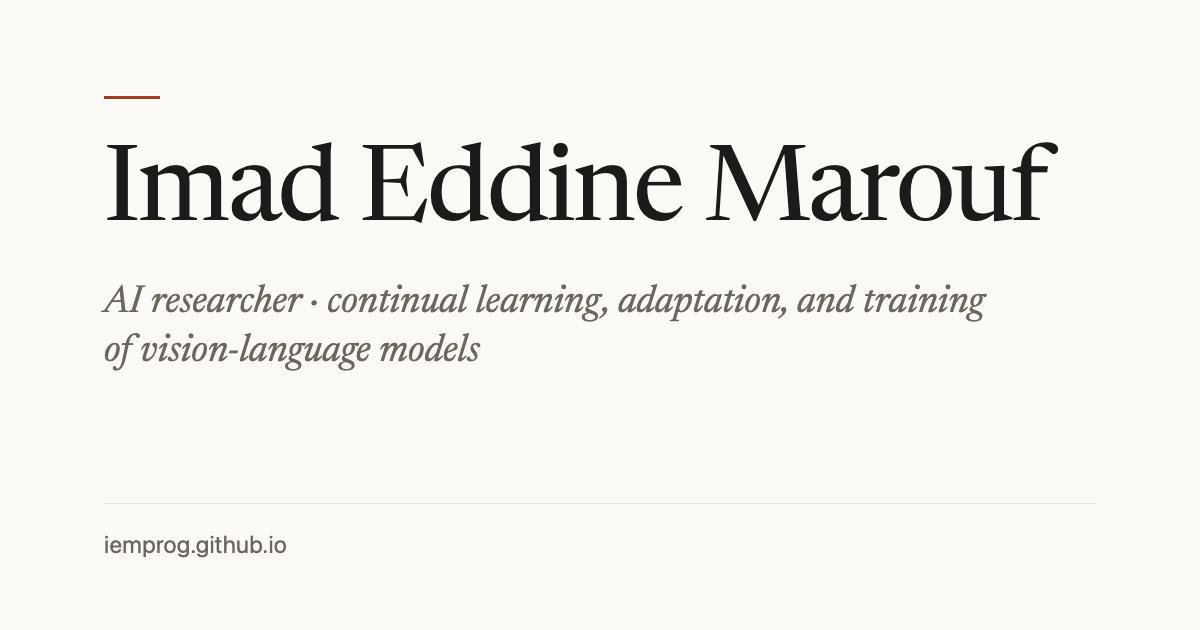 Imad Eddine Marouf
AI researcher · continual learning, adaptation, and training
of vision-language models
iemprog.github.io